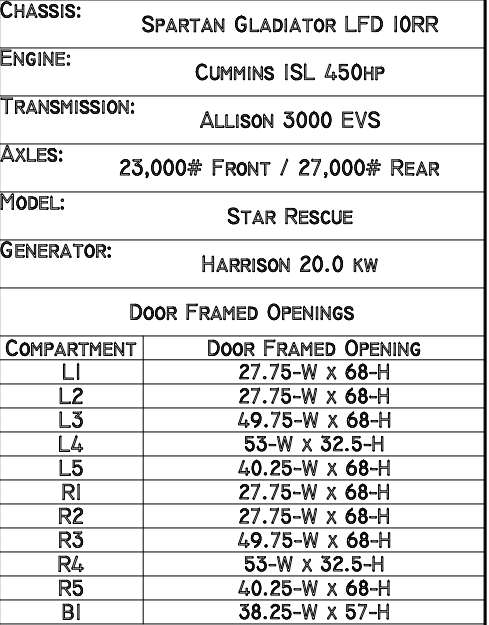 Chassis:
Spartan Gladiator LFD 10RR
Engine:
Cummins ISL 450hp
Transmission:
Allison 3000 EVS
Axles:
23,000# Front / 27,000# Rear
Model:
Star Rescue
Generator:
Harrison 20.0 kw
Door Framed Openings
Compartment Door Framed Opening
L1 27.75-W x 68-H
L2 27.75-W x 68-H
L3 49.75-W x 68-H
L4 53-W x 32.5-H
L5 40.25-W x 68-H
R1 27.75-W x 68-H
R2 27.75-W x 68-H
R3 49.75-W x 68-H
R4 53-W x 32.5-H
R5 40.25-W x 68-H
B1 38.25-W x 57-H